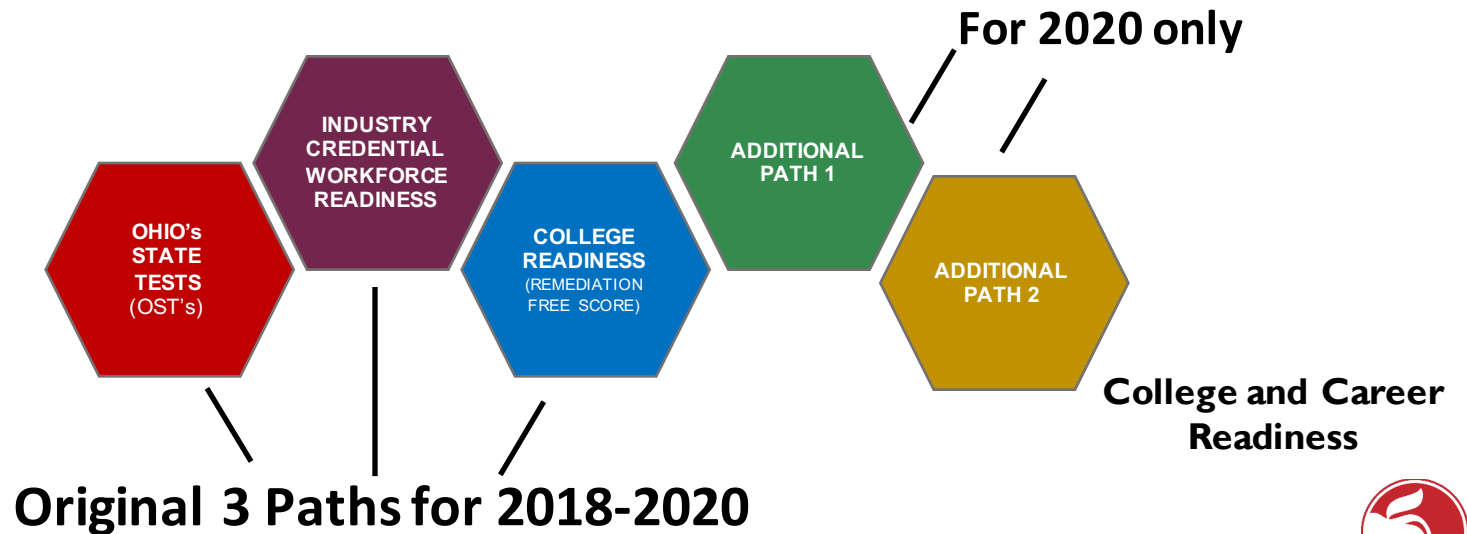 For 2020 only
OHIO's
STATE
TESTS
(OST's)
INDUSTRY
CREDENTIAL
WORKFORCE
READINESS
COLLEGE
READINESS
(REMEDIATION
FREE SCORE)
ADDITIONAL
PATH 1
ADDITIONAL
PATH 2
College and Career
Readiness
Original 3 Paths for 2018-2020